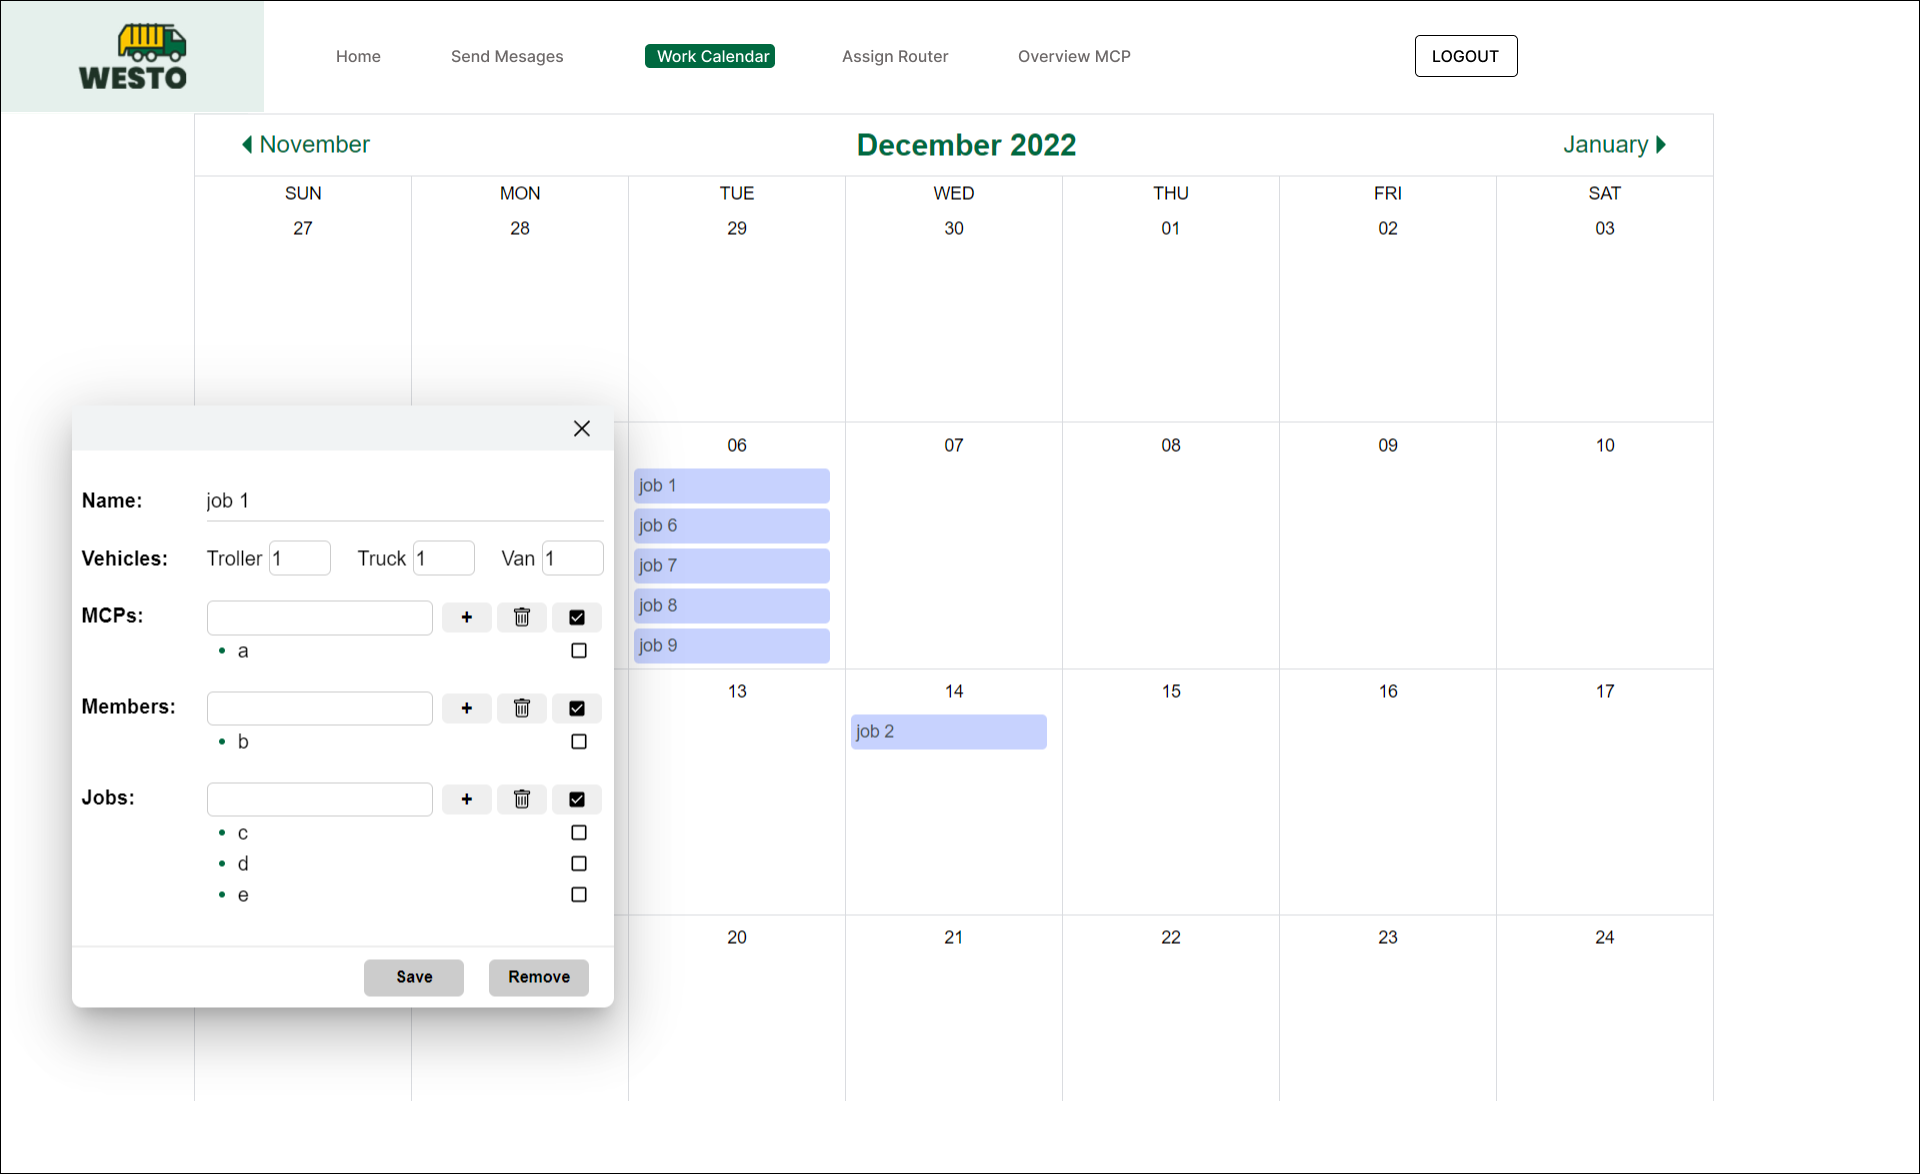 WESTO
Home Send Mesages Work Calendar Assign Router Overview MCP LOGOUT
November December 2022 January
SUN MON TUE WED THU FRI SAT
27 28 29 30 01 02 03
06 07 08 09 10
job 1
job 6
job 7
job 8
job 9
13 14 15 16 17
job 2
20 21 22 23 24
Name: job 1
Vehicles: Troller 1 Truck 1 Van 1
MCPs: +
• a
Members: +
• b
Jobs: +
• c
• d
• e
Save Remove